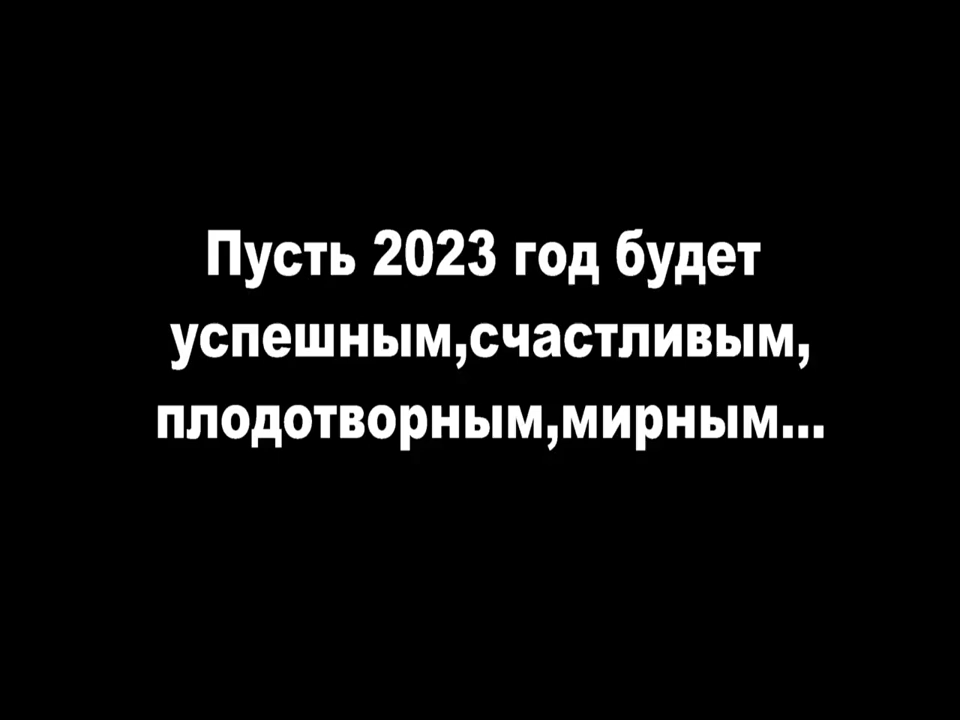 Пусть 2023 год будет
успешным,счастливым,
плодотворным,мирным...